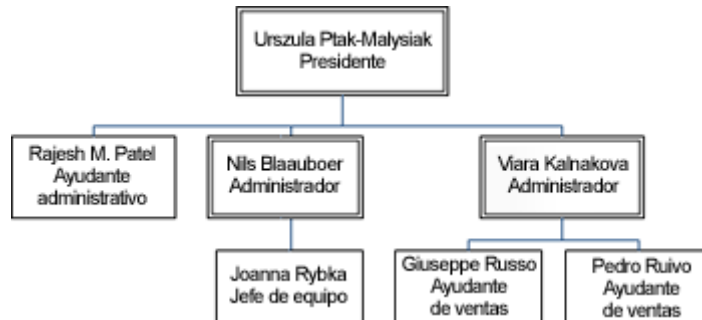 Urszula Ptak-Malysiak
Presidente
Rajesh M. Patel
Ayudante
administrativo
Nils Blaauboer
Administrador
Viara Kalnakova
Administrador
Joanna Rybka
Jefe de equipo
Giuseppe Russo
Ayudante
de ventas
Pedro Ruivo
Ayudante
de ventas